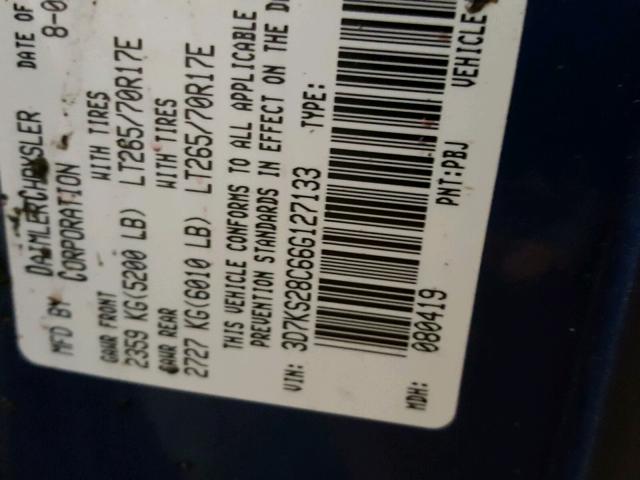 MFD BY DAIMLERCHRYSLER CORPORATION
DATE OF
8-0
GAWR FRONT WITH TIRES
2359 KG(5200 LB) LT265/70R17E
GAWR REAR WITH TIRES
2727 KG(6010 LB) LT265/70R17E
THIS VEHICLE CONFORMS TO ALL APPLICABLE
PREVENTION STANDARDS IN EFFECT ON THE D
VIN: 3D7KS28C66G127133 TYPE:
MDH: 080419 PNT:PBJ VEHICLE